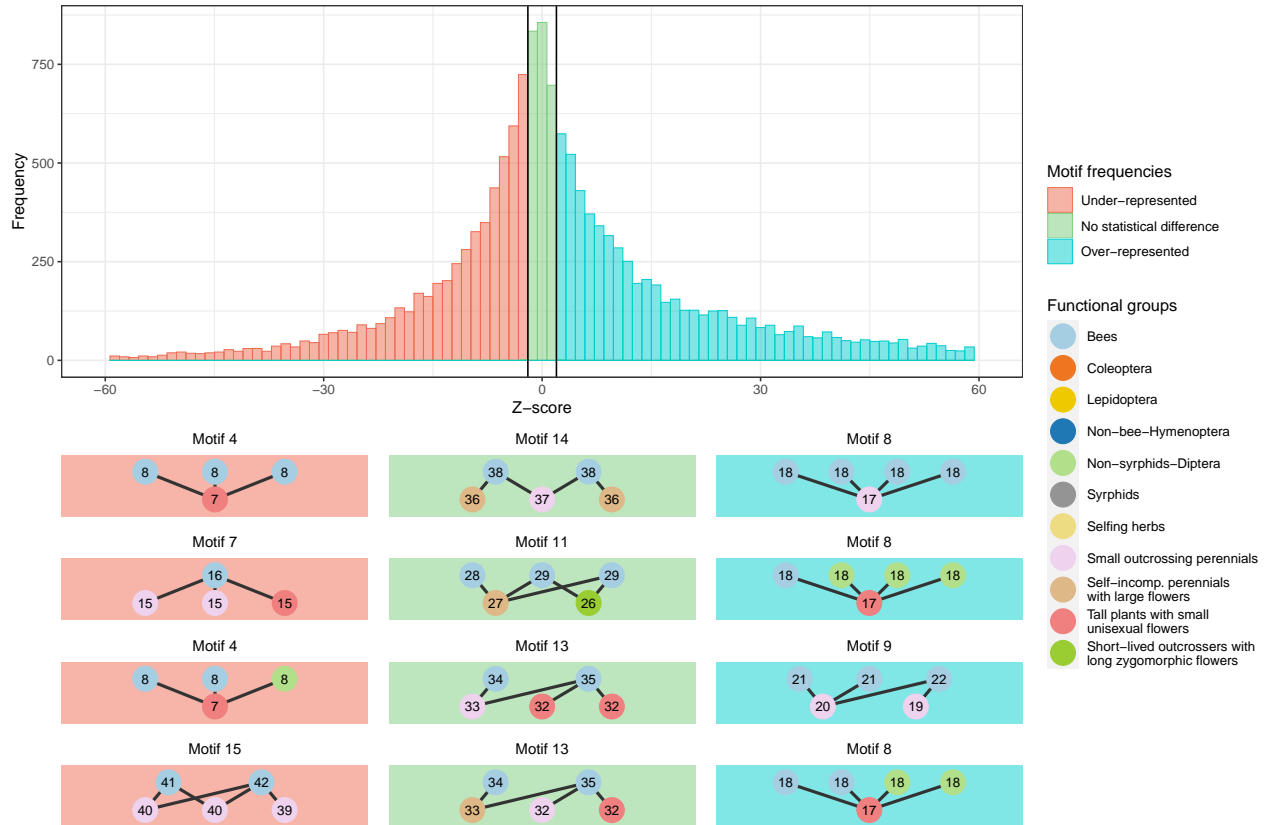 750
500
250
0
Frequency
−60
−30
0
30
60
Z−score
Motif frequencies
Under−represented
No statistical difference
Over−represented
Functional groups
Bees
Coleoptera
Lepidoptera
Non−bee−Hymenoptera
Non−syrphids−Diptera
Syrphids
Selfing herbs
Small outcrossing perennials
Self−incomp. perennials
with large flowers
Tall plants with small
unisexual flowers
Short−lived outcrossers with
long zygomorphic flowers
Motif 4
8 8 8
7
Motif 14
38 38
36 37 36
Motif 8
18 18 18 18
17
Motif 7
16
15 15 15
Motif 11
28 29 29
27 26
Motif 8
18 18 18 18
17
Motif 4
8 8 8
7
Motif 13
34 35
33 32 32
Motif 9
21 21 22
20 19
Motif 15
41 42
40 40 39
Motif 13
34 35
33 32 32
Motif 8
18 18 18 18
17